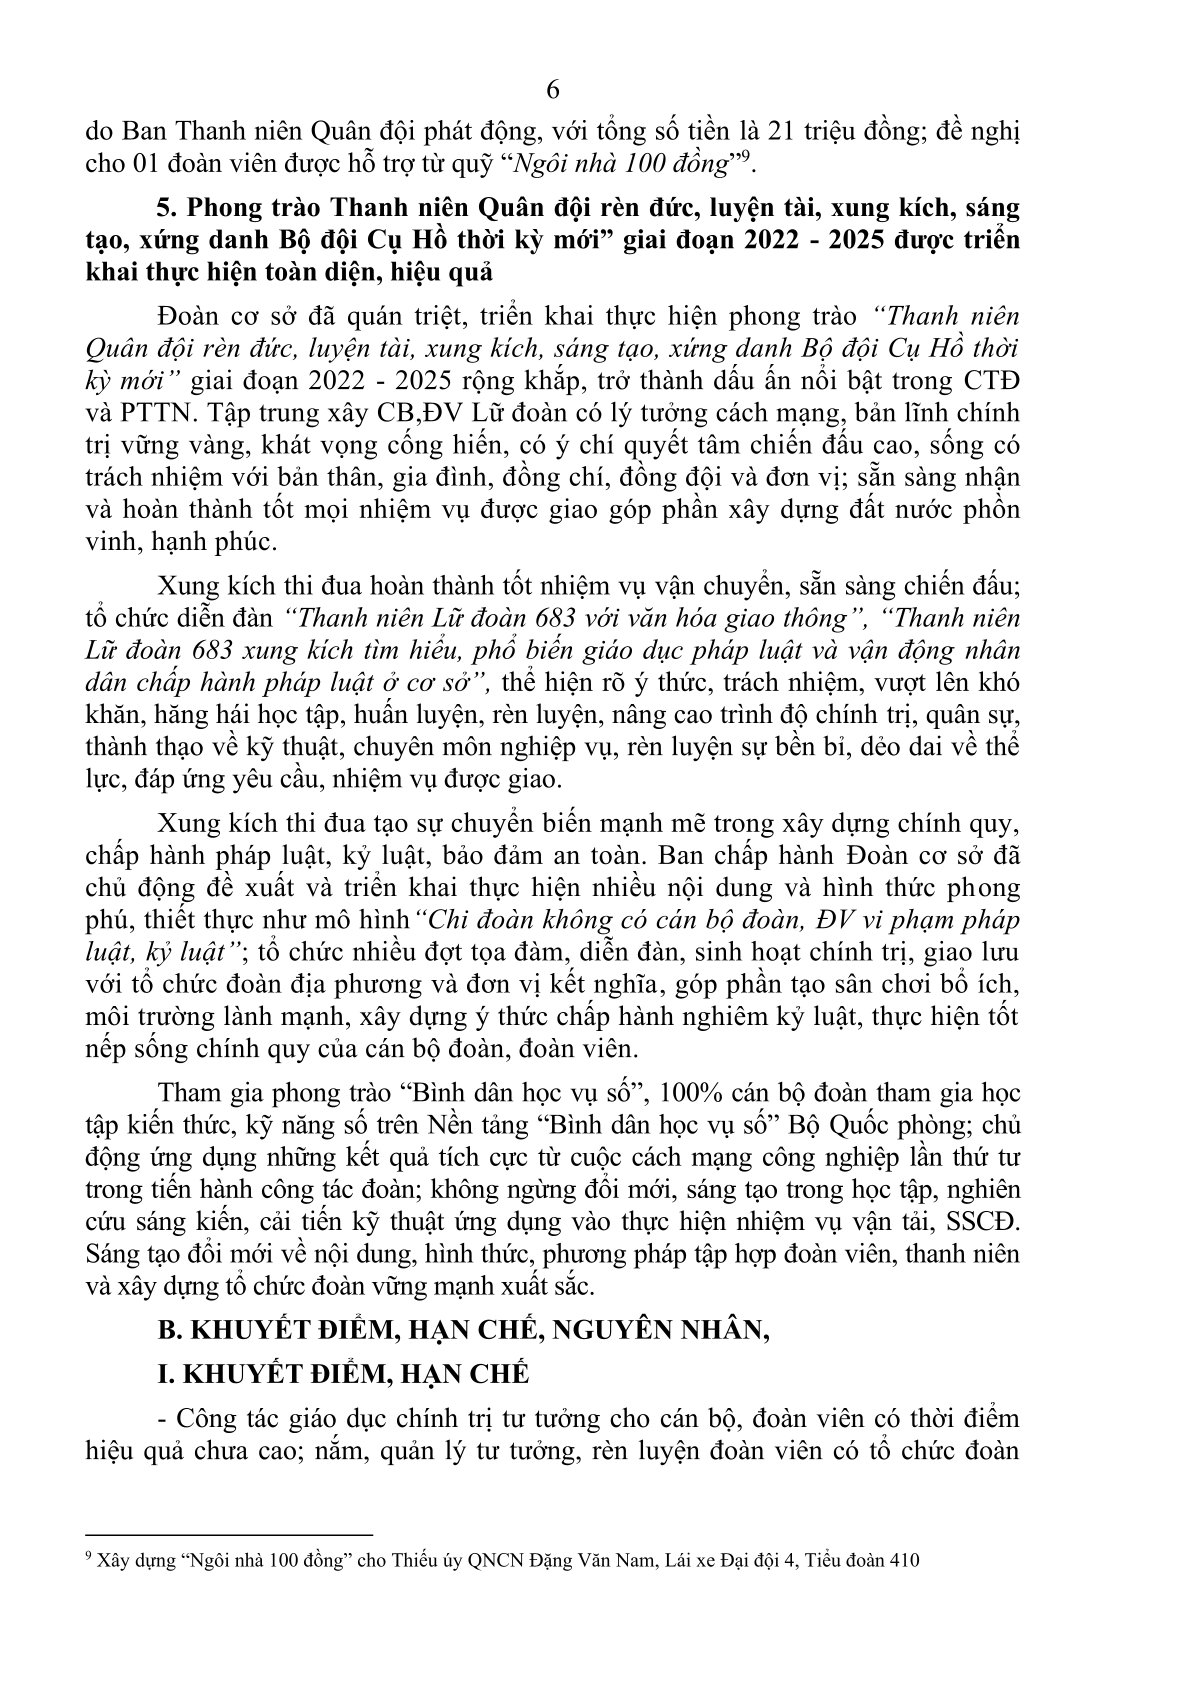 6
do Ban Thanh niên Quân đội phát động, với tổng số tiền là 21 triệu đồng; đề nghị
cho 01 đoàn viên được hỗ trợ từ quỹ “Ngôi nhà 100 đồng”⁹.
5. Phong trào Thanh niên Quân đội rèn đức, luyện tài, xung kích, sáng
tạo, xứng danh Bộ đội Cụ Hồ thời kỳ mới” giai đoạn 2022 - 2025 được triển
khai thực hiện toàn diện, hiệu quả
Đoàn cơ sở đã quán triệt, triển khai thực hiện phong trào “Thanh niên
Quân đội rèn đức, luyện tài, xung kích, sáng tạo, xứng danh Bộ đội Cụ Hồ thời
kỳ mới” giai đoạn 2022 - 2025 rộng khắp, trở thành dấu ấn nổi bật trong CTĐ
và PTTN. Tập trung xây CB,ĐV Lữ đoàn có lý tưởng cách mạng, bản lĩnh chính
trị vững vàng, khát vọng cống hiến, có ý chí quyết tâm chiến đấu cao, sống có
trách nhiệm với bản thân, gia đình, đồng chí, đồng đội và đơn vị; sẵn sàng nhận
và hoàn thành tốt mọi nhiệm vụ được giao góp phần xây dựng đất nước phồn
vinh, hạnh phúc.
Xung kích thi đua hoàn thành tốt nhiệm vụ vận chuyển, sẵn sàng chiến đấu;
tổ chức diễn đàn “Thanh niên Lữ đoàn 683 với văn hóa giao thông”, “Thanh niên
Lữ đoàn 683 xung kích tìm hiểu, phổ biến giáo dục pháp luật và vận động nhân
dân chấp hành pháp luật ở cơ sở”, thể hiện rõ ý thức, trách nhiệm, vượt lên khó
khăn, hăng hái học tập, huấn luyện, rèn luyện, nâng cao trình độ chính trị, quân sự,
thành thạo về kỹ thuật, chuyên môn nghiệp vụ, rèn luyện sự bền bỉ, dẻo dai về thể
lực, đáp ứng yêu cầu, nhiệm vụ được giao.
Xung kích thi đua tạo sự chuyển biến mạnh mẽ trong xây dựng chính quy,
chấp hành pháp luật, kỷ luật, bảo đảm an toàn. Ban chấp hành Đoàn cơ sở đã
chủ động đề xuất và triển khai thực hiện nhiều nội dung và hình thức phong
phú, thiết thực như mô hình“Chi đoàn không có cán bộ đoàn, ĐV vi phạm pháp
luật, kỷ luật”; tổ chức nhiều đợt tọa đàm, diễn đàn, sinh hoạt chính trị, giao lưu
với tổ chức đoàn địa phương và đơn vị kết nghĩa, góp phần tạo sân chơi bổ ích,
môi trường lành mạnh, xây dựng ý thức chấp hành nghiêm kỷ luật, thực hiện tốt
nếp sống chính quy của cán bộ đoàn, đoàn viên.
Tham gia phong trào “Bình dân học vụ số”, 100% cán bộ đoàn tham gia học
tập kiến thức, kỹ năng số trên Nền tảng “Bình dân học vụ số” Bộ Quốc phòng; chủ
động ứng dụng những kết quả tích cực từ cuộc cách mạng công nghiệp lần thứ tư
trong tiến hành công tác đoàn; không ngừng đổi mới, sáng tạo trong học tập, nghiên
cứu sáng kiến, cải tiến kỹ thuật ứng dụng vào thực hiện nhiệm vụ vận tải, SSCĐ.
Sáng tạo đổi mới về nội dung, hình thức, phương pháp tập hợp đoàn viên, thanh niên
và xây dựng tổ chức đoàn vững mạnh xuất sắc.
B. KHUYẾT ĐIỂM, HẠN CHẾ, NGUYÊN NHÂN,
I. KHUYẾT ĐIỂM, HẠN CHẾ
- Công tác giáo dục chính trị tư tưởng cho cán bộ, đoàn viên có thời điểm
hiệu quả chưa cao; nắm, quản lý tư tưởng, rèn luyện đoàn viên có tổ chức đoàn
⁹ Xây dựng “Ngôi nhà 100 đồng” cho Thiếu úy QNCN Đặng Văn Nam, Lái xe Đại đội 4, Tiểu đoàn 410